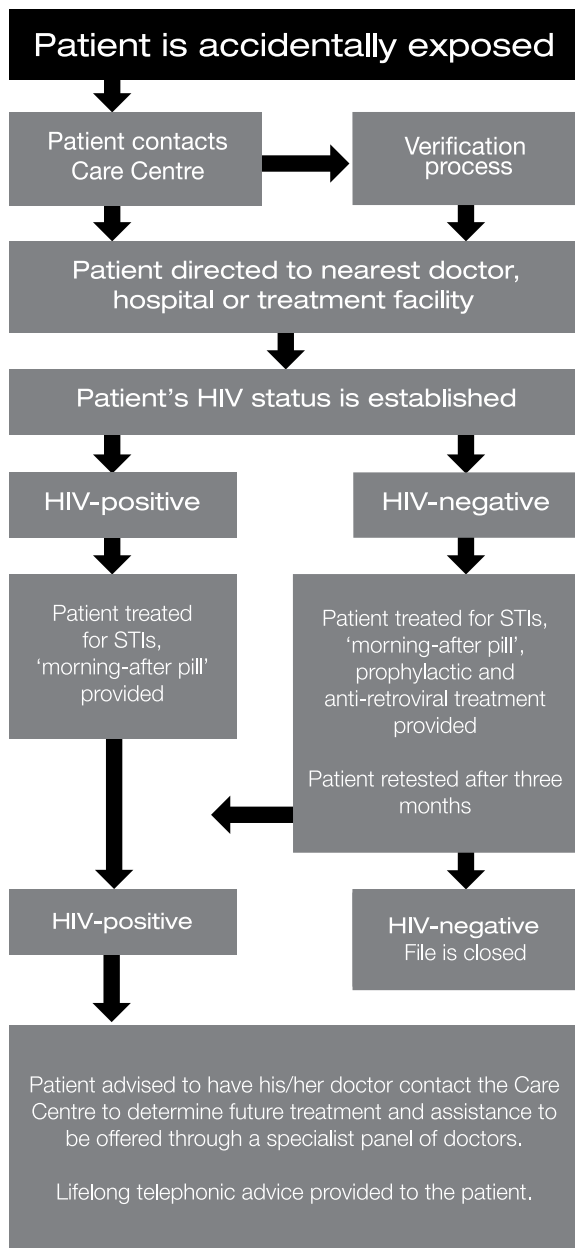 Patient is accidentally exposed
Patient contacts
Care Centre
Verification
process
Patient directed to nearest doctor,
hospital or treatment facility
Patient’s HIV status is established
HIV-positive
HIV-negative
Patient treated
for STIs,
‘morning-after pill’
provided
Patient treated for STIs,
‘morning-after pill’,
prophylactic and
anti-retroviral treatment
provided
Patient retested after three
months
HIV-positive
HIV-negative
File is closed
Patient advised to have his/her doctor contact the Care
Centre to determine future treatment and assistance to
be offered through a specialist panel of doctors.
Lifelong telephonic advice provided to the patient.